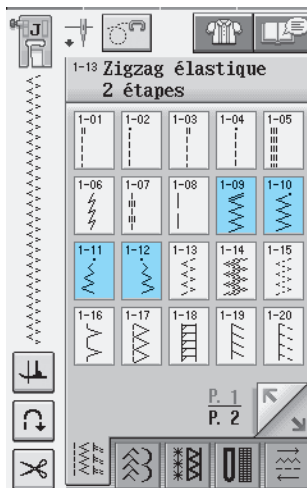 J
1-13 Zigzag élastique
2 étapes
1-01 1-02 1-03 1-04 1-05
1-06 1-07 1-08 1-09 1-10
1-11 1-12 1-13 1-14 1-15
1-16 1-17 1-18 1-19 1-20
P. 1
P. 2